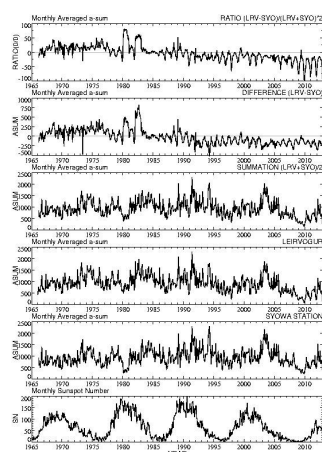 Monthly Averaged a-sum RATIO (LRV-SYO)/(LRV+SYO)*2
RATIO(0/0)
100
50
0
-50
-100
1965 1970 1975 1980 1985 1990 1995 2000 2005 2010
Monthly Averaged a-sum DIFFERENCE (LRV-SYO)
ASUM
1000
750
500
250
0
-250
-500
1965 1970 1975 1980 1985 1990 1995 2000 2005 2010
Monthly Averaged a-sum SUMMATION (LRV+SYO)/2
ASUM
2500
2000
1500
1000
500
0
1965 1970 1975 1980 1985 1990 1995 2000 2005 2010
Monthly Averaged a-sum LEIRVOGUR
ASUM
2500
2000
1500
1000
500
0
1965 1970 1975 1980 1985 1990 1995 2000 2005 2010
Monthly Averaged a-sum SYOWA STATION
ASUM
2500
2000
1500
1000
500
0
1965 1970 1975 1980 1985 1990 1995 2000 2005 2010
Monthly Sunspot Number
SN
200
150
100
50
0
1965 1970 1975 1980 1985 1990 1995 2000 2005 2010